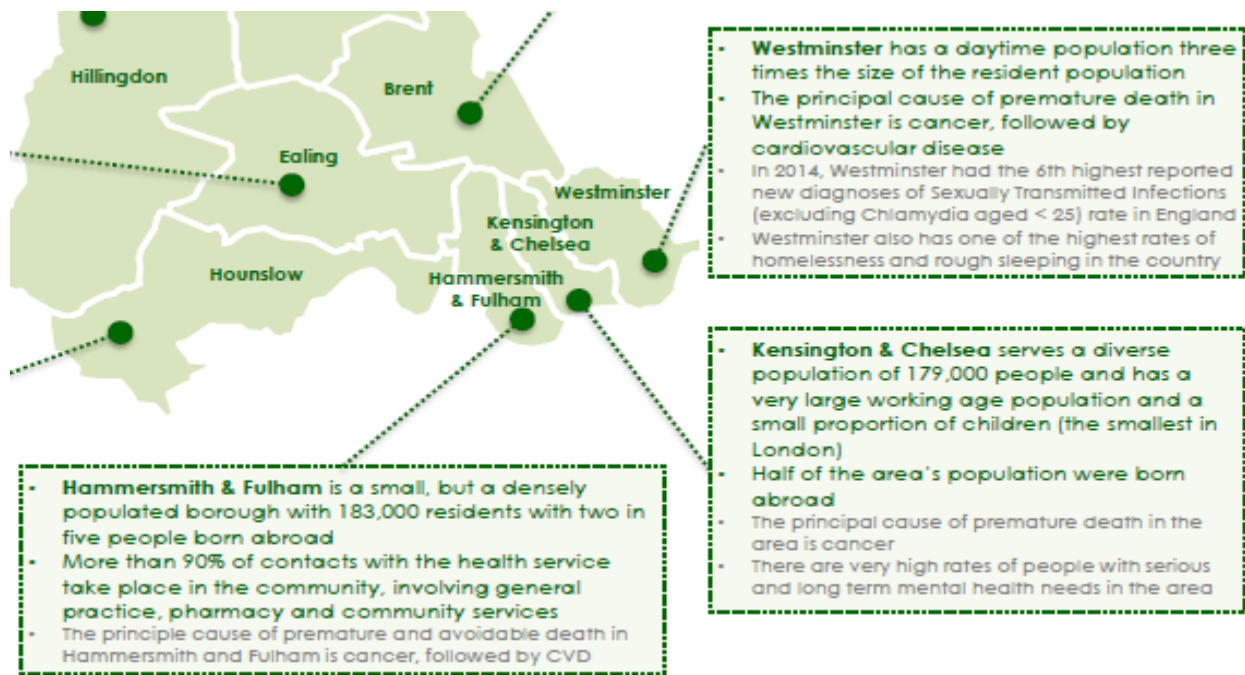 Hillingdon
Brent
Ealing
Westminster
Kensington
& Chelsea
Hounslow
Hammersmith
& Fulham
• Westminster has a daytime population three
times the size of the resident population
• The principal cause of premature death in
Westminster is cancer, followed by
cardiovascular disease
• In 2014, Westminster had the 6th highest reported
new diagnoses of Sexually Transmitted Infections
(excluding Chlamydia aged < 25) rate in England
• Westminster also has one of the highest rates of
homelessness and rough sleeping in the country
• Kensington & Chelsea serves a diverse
population of 179,000 people and has a
very large working age population and a
small proportion of children (the smallest in
London)
• Half of the area's population were born
abroad
• The principal cause of premature death in the
area is cancer
• There are very high rates of people with serious
and long term mental health needs in the area
• Hammersmith & Fulham is a small, but a densely
populated borough with 183,000 residents with two in
five people born abroad
• More than 90% of contacts with the health service
take place in the community, involving general
practice, pharmacy and community services
• The principle cause of premature and avoidable death in
Hammersmith and Fulham is cancer, followed by CVD